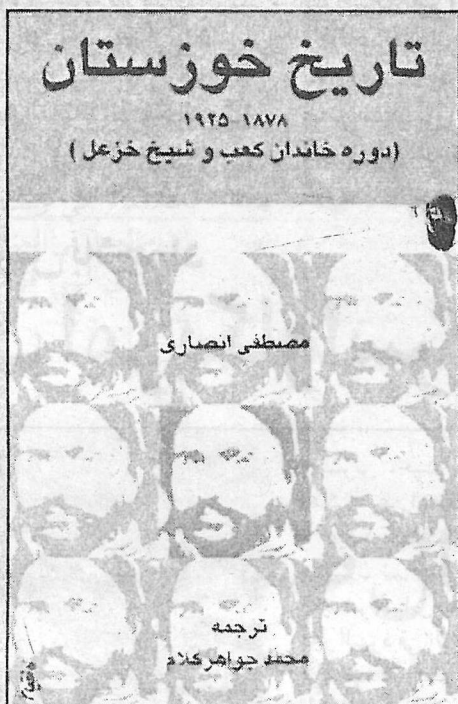 تاریخ خوزستان
۱۸۷۸ ۱۹۲۵
(دوره خاندان کعب و شیخ خزعل)
مصطفی انصاری
ترجمه
محمد جواهرکلام